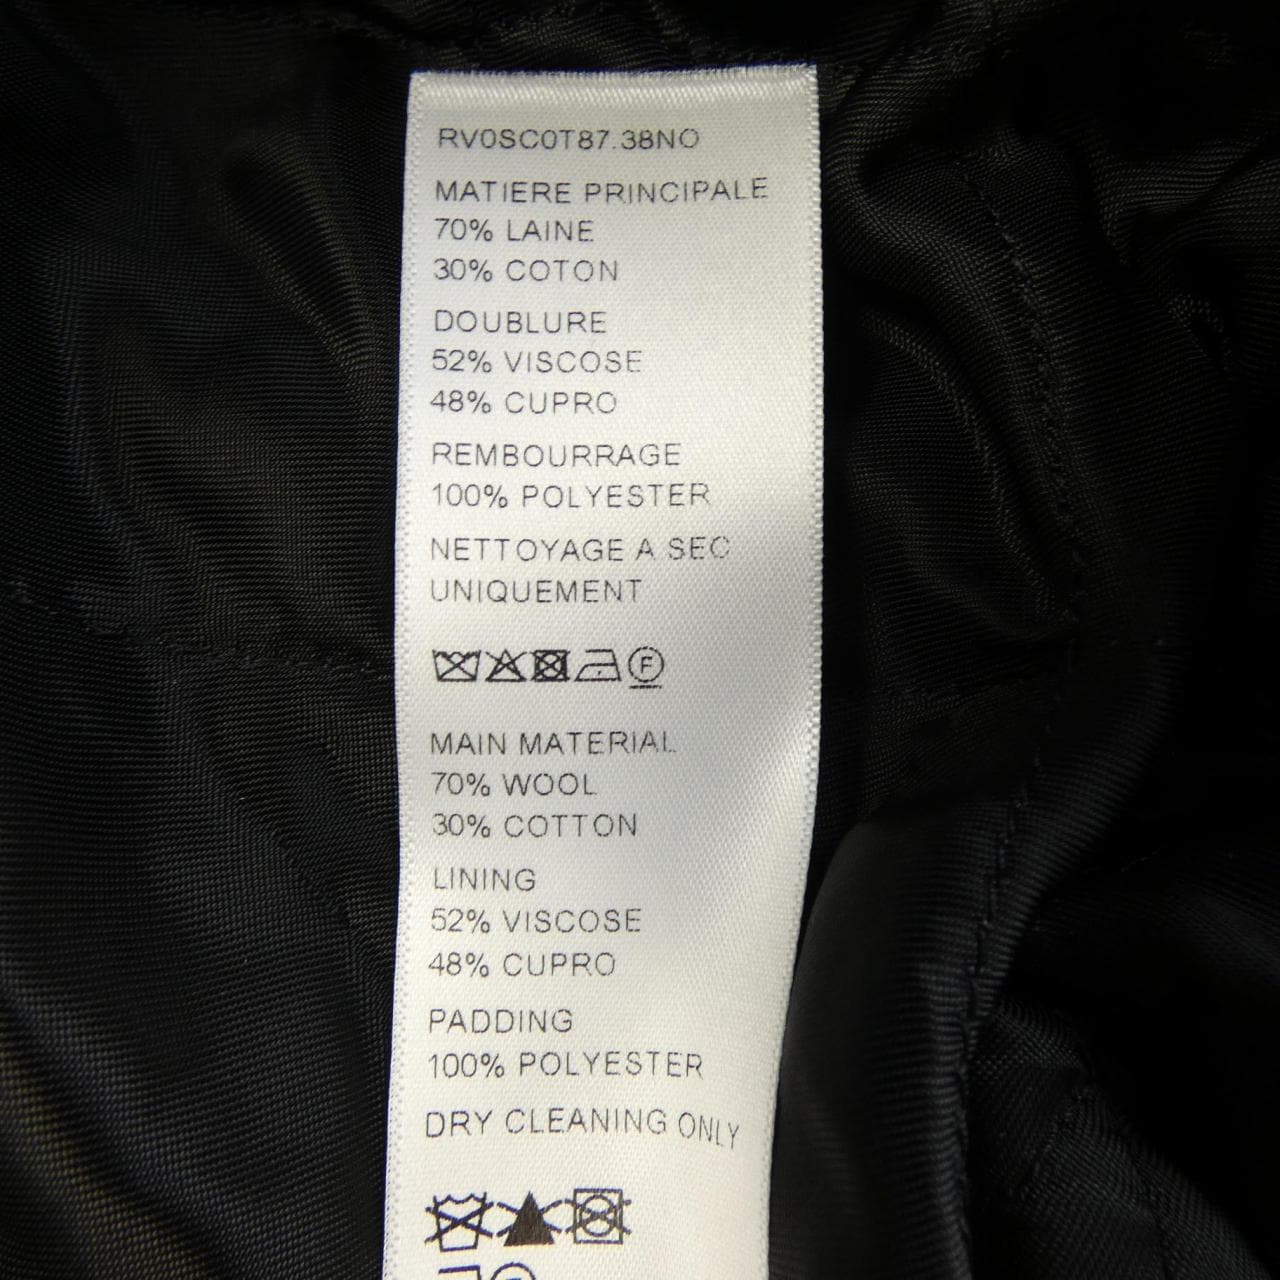 RV0SC0T87.38NO
MATIERE PRINCIPALE
70% LAINE
30% COTON
DOUBLURE
52% VISCOSE
48% CUPRO
REMBOURRAGE
100% POLYESTER
NETTOYAGE A SEC
UNIQUEMENT
F
MAIN MATERIAL
70% WOOL
30% COTTON
LINING
52% VISCOSE
48% CUPRO
PADDING
100% POLYESTER
DRY CLEANING ONLY